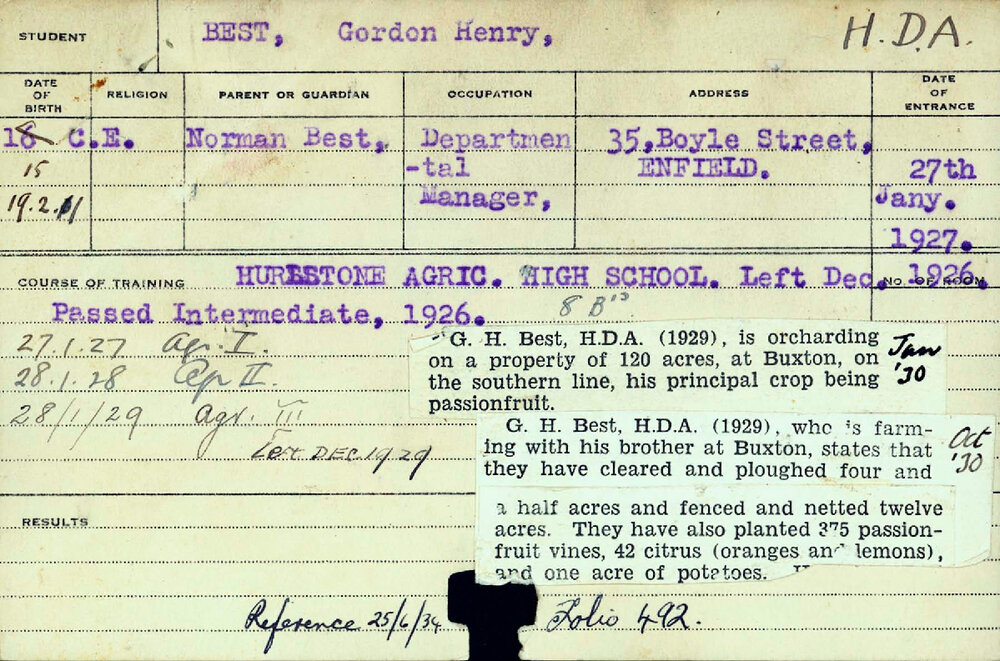 STUDENT BEST, Gordon Henry, H.D.A.
DATE OF BIRTH RELIGION PARENT OR GUARDIAN OCCUPATION ADDRESS DATE OF ENTRANCE
16 C.E. Norman Best, Departmen 35,Boyle Street,
15 -tal ENFIELD. 27th
19.2.11 Manager, Jany.
1927.
COURSE OF TRAINING HURLSTONE AGRIC. HIGH SCHOOL. Left Dec. 1926.
NO. OF ROOM
Passed Intermediate, 1926. 8 B's
27.1.27 Agr. I.
28.1.28 Agr II.
28/1/29 Agr. III
Left DEC 1929
G. H. Best, H.D.A. (1929), is orcharding
on a property of 120 acres, at Buxton, on
the southern line, his principal crop being
passionfruit.
Jan
'30
G. H. Best, H.D.A. (1929), who is farm-
ing with his brother at Buxton, states that
they have cleared and ploughed four and
Oct
'30
a half acres and fenced and netted twelve
acres. They have also planted 375 passion-
fruit vines, 42 citrus (oranges and lemons),
and one acre of potatoes.
RESULTS
Reference 25/6/34 Folio 492.